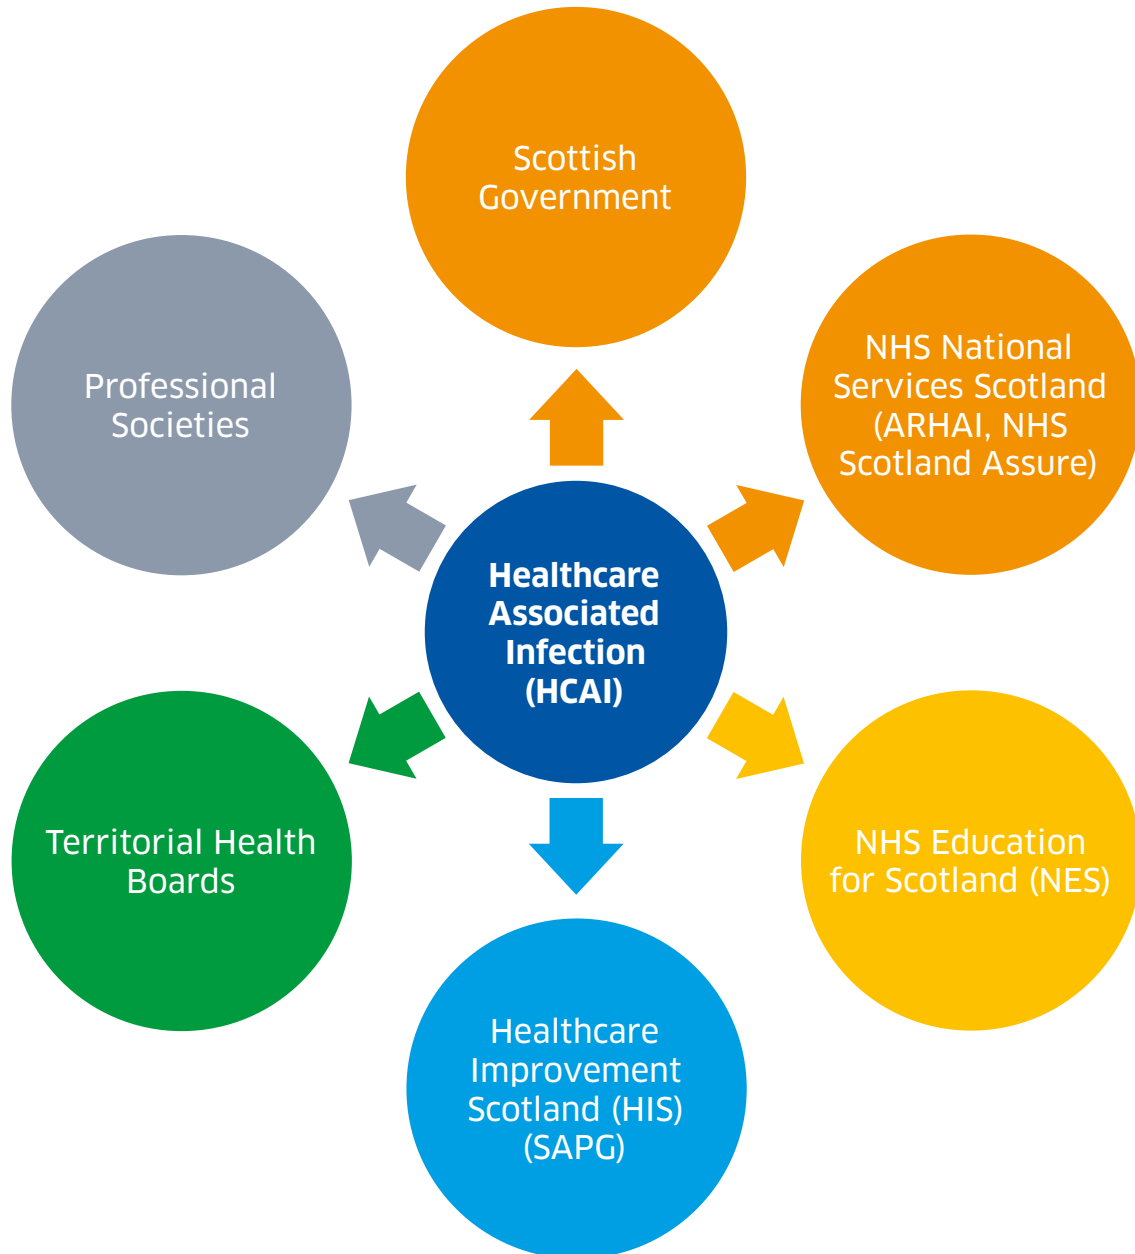 Scottish
Government
NHS National
Services Scotland
(ARHAI, NHS
Scotland Assure)
Professional
Societies
Healthcare
Associated
Infection
(HCAI)
Territorial Health
Boards
NHS Education
for Scotland (NES)
Healthcare
Improvement
Scotland (HIS)
(SAPG)